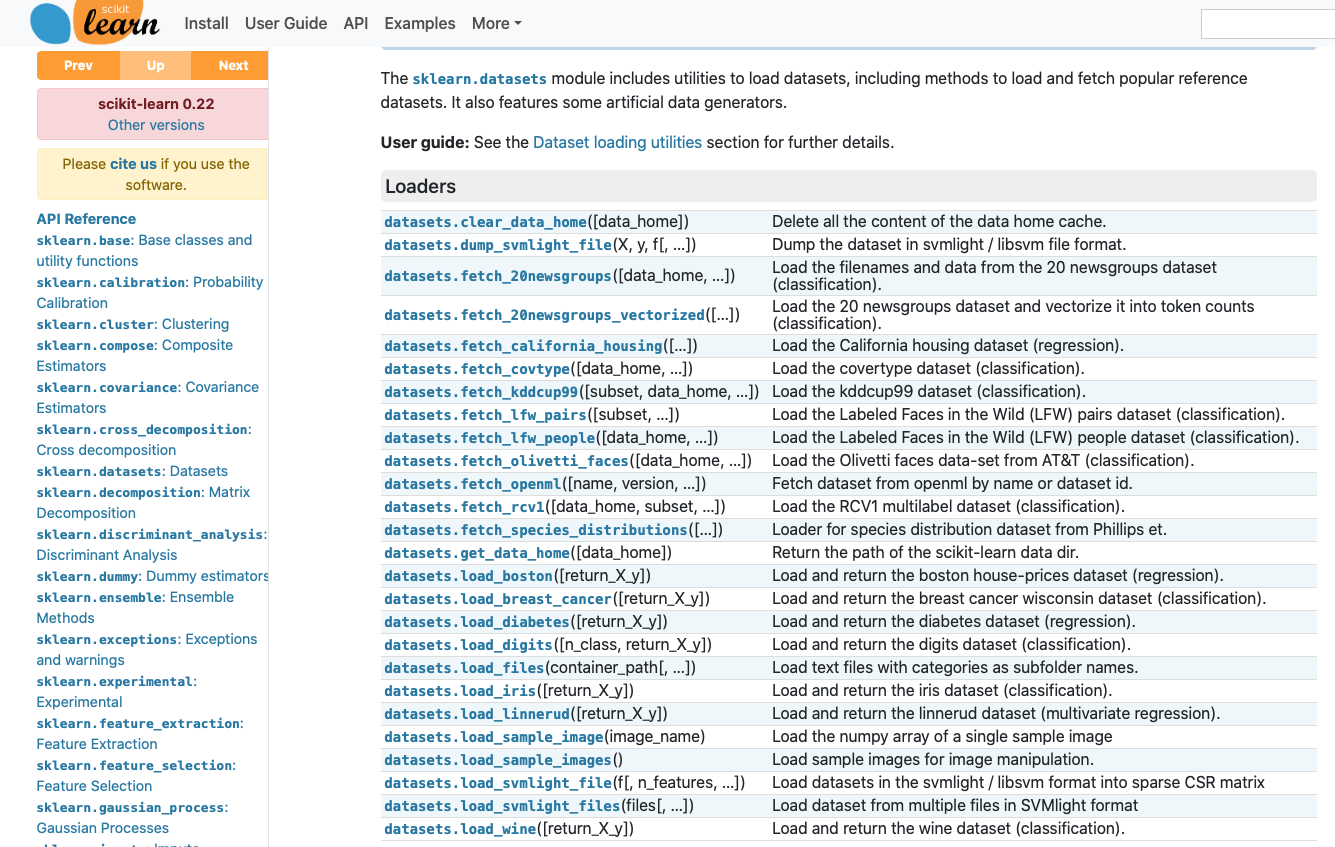 scikit
learn
Install User Guide API Examples More
Prev Up Next
scikit-learn 0.22
Other versions
Please cite us if you use the
software.
API Reference
sklearn.base: Base classes and
utility functions
sklearn.calibration: Probability
Calibration
sklearn.cluster: Clustering
sklearn.compose: Composite
Estimators
sklearn.covariance: Covariance
Estimators
sklearn.cross_decomposition:
Cross decomposition
sklearn.datasets: Datasets
sklearn.decomposition: Matrix
Decomposition
sklearn.discriminant_analysis:
Discriminant Analysis
sklearn.dummy: Dummy estimators
sklearn.ensemble: Ensemble
Methods
sklearn.exceptions: Exceptions
and warnings
sklearn.experimental:
Experimental
sklearn.feature_extraction:
Feature Extraction
sklearn.feature_selection:
Feature Selection
sklearn.gaussian_process:
Gaussian Processes
The sklearn.datasets module includes utilities to load datasets, including methods to load and fetch popular reference
datasets. It also features some artificial data generators.
User guide: See the Dataset loading utilities section for further details.
Loaders
datasets.clear_data_home([data_home]) Delete all the content of the data home cache.
datasets.dump_svmlight_file(X, y, f[, ...]) Dump the dataset in svmlight / libsvm file format.
datasets.fetch_20newsgroups([data_home, ...]) Load the filenames and data from the 20 newsgroups dataset
(classification).
datasets.fetch_20newsgroups_vectorized([...]) Load the 20 newsgroups dataset and vectorize it into token counts
(classification).
datasets.fetch_california_housing([...]) Load the California housing dataset (regression).
datasets.fetch_covtype([data_home, ...]) Load the covertype dataset (classification).
datasets.fetch_kddcup99([subset, data_home, ...]) Load the kddcup99 dataset (classification).
datasets.fetch_lfw_pairs([subset, ...]) Load the Labeled Faces in the Wild (LFW) pairs dataset (classification).
datasets.fetch_lfw_people([data_home, ...]) Load the Labeled Faces in the Wild (LFW) people dataset (classification).
datasets.fetch_olivetti_faces([data_home, ...]) Load the Olivetti faces data-set from AT&T (classification).
datasets.fetch_openml([name, version, ...]) Fetch dataset from openml by name or dataset id.
datasets.fetch_rcv1([data_home, subset, ...]) Load the RCV1 multilabel dataset (classification).
datasets.fetch_species_distributions([...]) Loader for species distribution dataset from Phillips et.
datasets.get_data_home([data_home]) Return the path of the scikit-learn data dir.
datasets.load_boston([return_X_y]) Load and return the boston house-prices dataset (regression).
datasets.load_breast_cancer([return_X_y]) Load and return the breast cancer wisconsin dataset (classification).
datasets.load_diabetes([return_X_y]) Load and return the diabetes dataset (regression).
datasets.load_digits([n_class, return_X_y]) Load and return the digits dataset (classification).
datasets.load_files(container_path[, ...]) Load text files with categories as subfolder names.
datasets.load_iris([return_X_y]) Load and return the iris dataset (classification).
datasets.load_linnerud([return_X_y]) Load and return the linnerud dataset (multivariate regression).
datasets.load_sample_image(image_name) Load the numpy array of a single sample image
datasets.load_sample_images() Load sample images for image manipulation.
datasets.load_svmlight_file(f[, n_features, ...]) Load datasets in the svmlight / libsvm format into sparse CSR matrix
datasets.load_svmlight_files(files[, ...]) Load dataset from multiple files in SVMlight format
datasets.load_wine([return_X_y]) Load and return the wine dataset (classification).